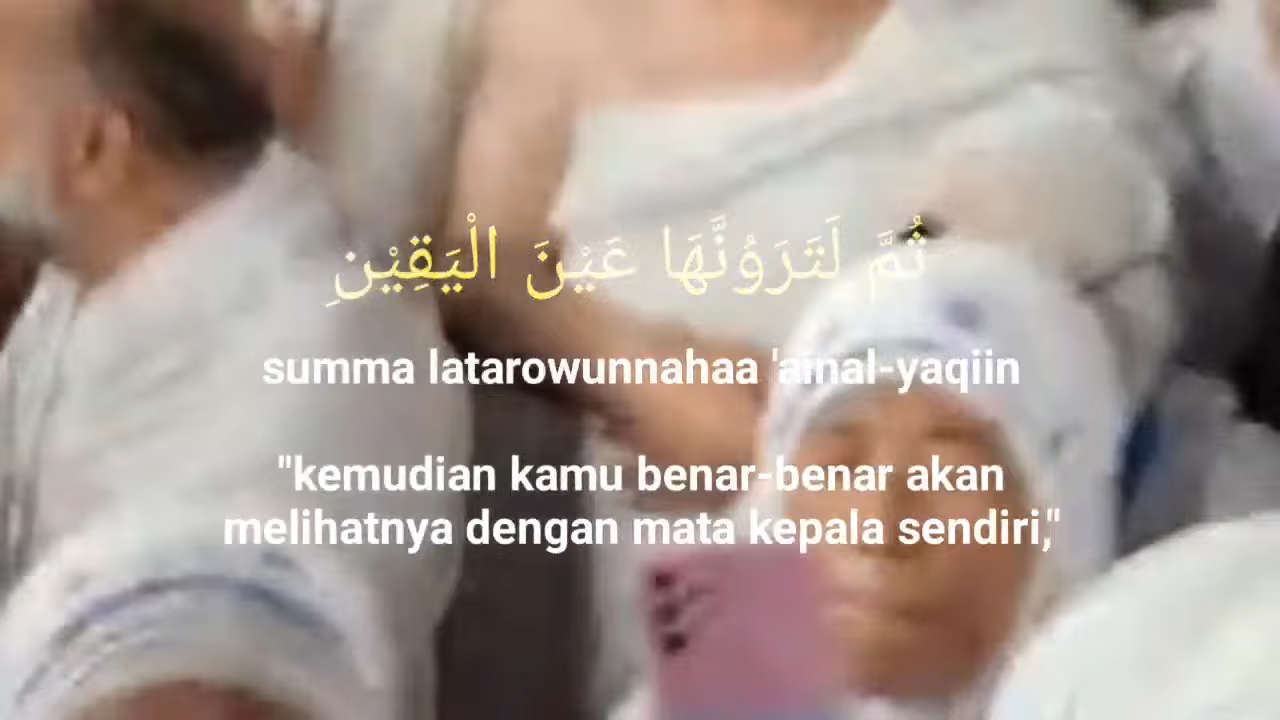 ثُمَّ لَتَرَوُنَّهَا عَيْنَ الْيَقِيْنِ
summa latarowunnahaa 'ainal-yaqiin
"kemudian kamu benar-benar akan
melihatnya dengan mata kepala sendiri,"